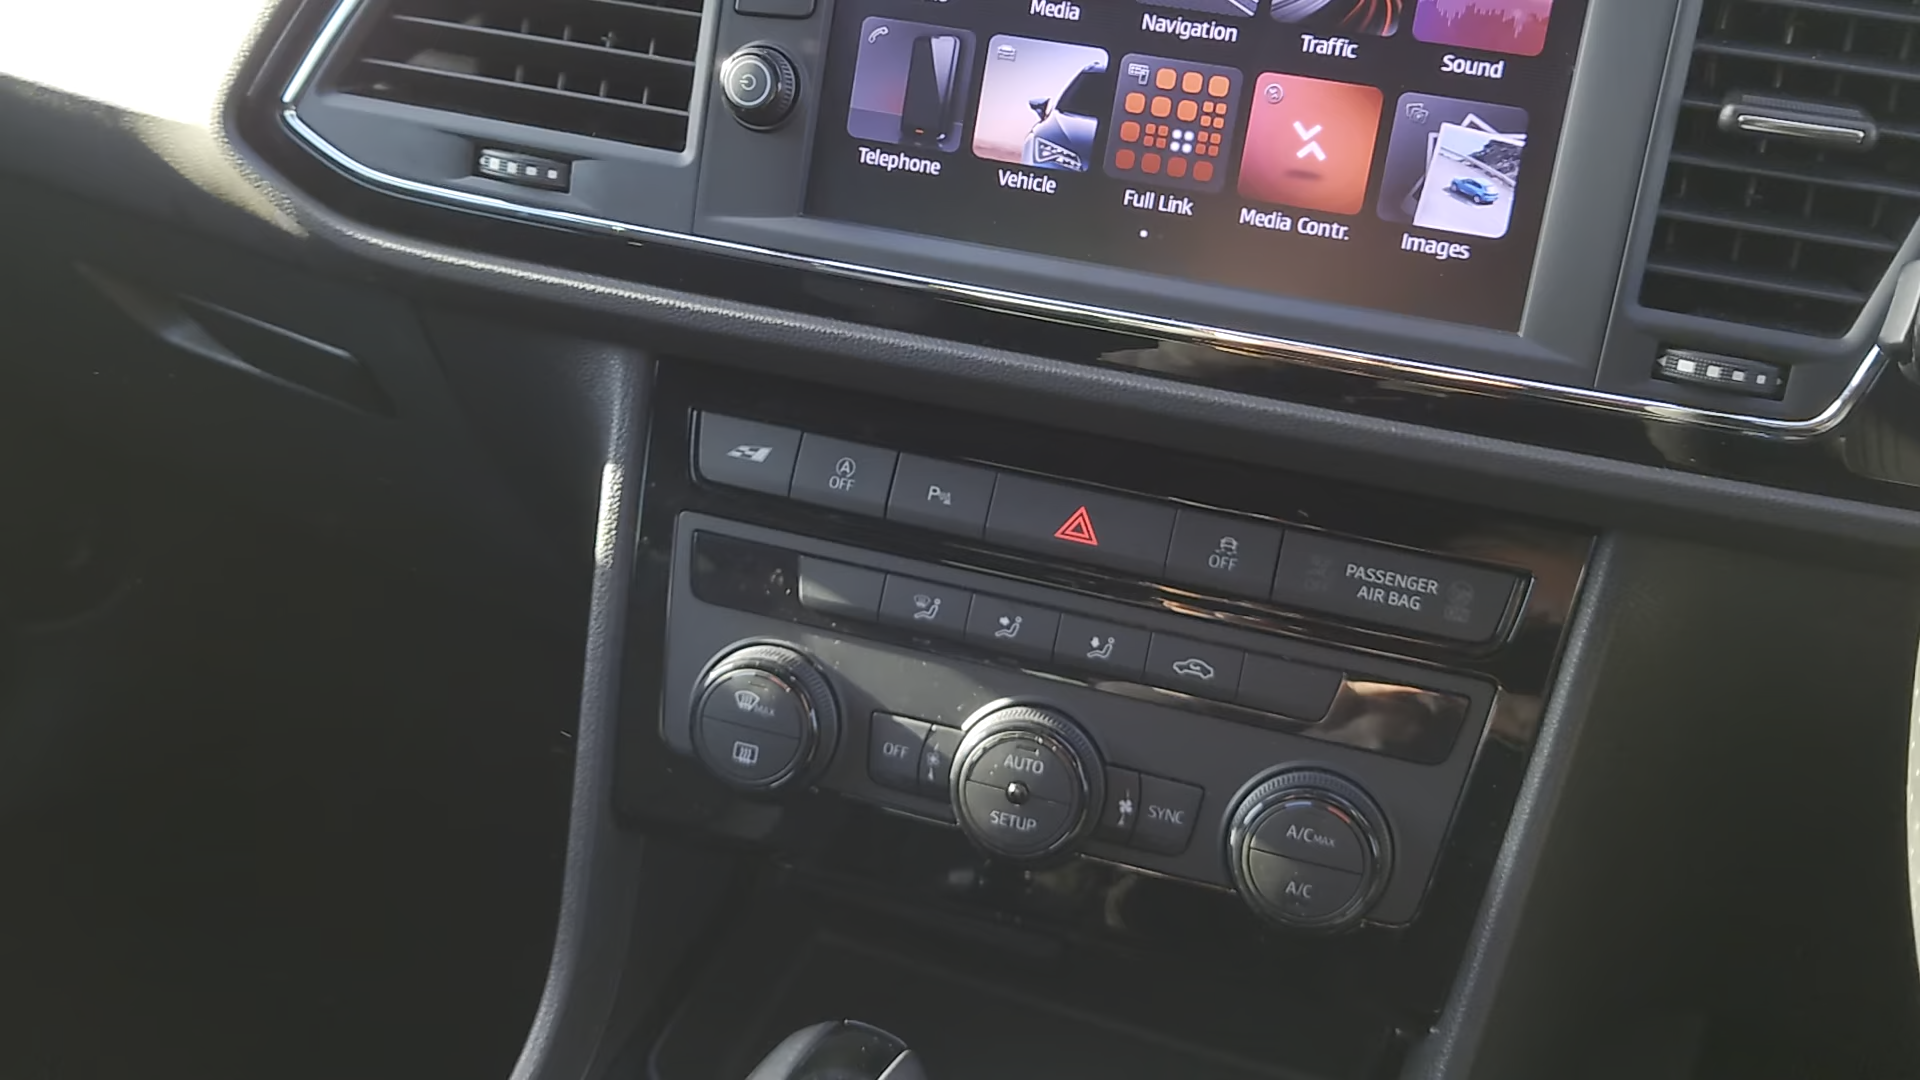 Media
Navigation
Traffic
Sound
Telephone
Vehicle
Full Link
Media Contr.
Images
A
OFF
P
OFF
PASSENGER
AIR BAG
MAX
OFF
AUTO
SETUP
SYNC
A/C MAX
A/C